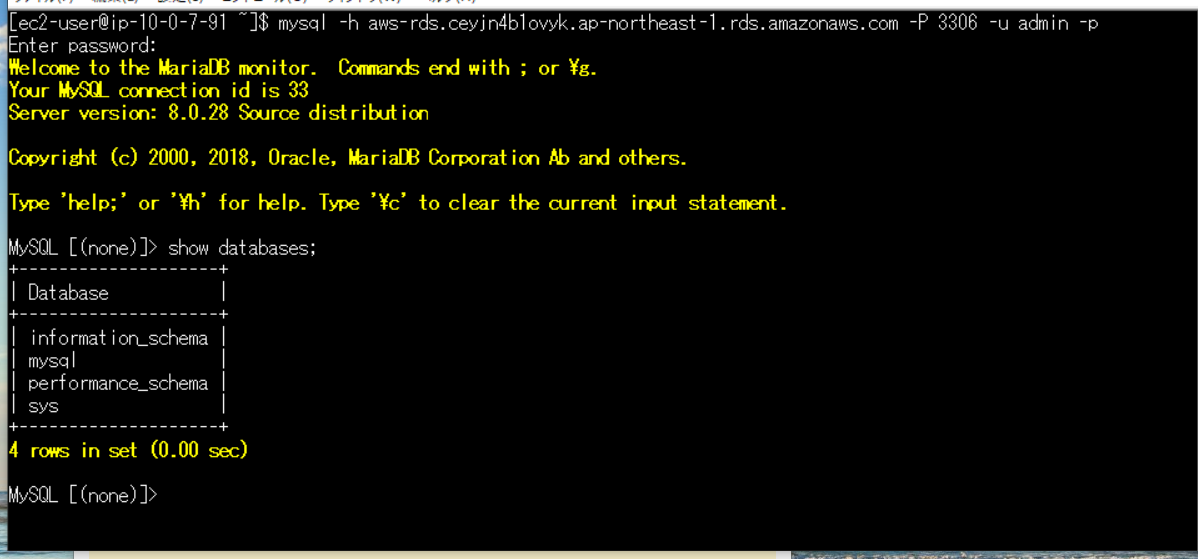 [ec2-user@ip-10-0-7-91 ~]$ mysql -h aws-rds.ceyjn4blovyk.ap-northeast-1.rds.amazonaws.com -P 3306 -u admin -p
Enter password:
Welcome to the MariaDB monitor.  Commands end with ; or ¥g.
Your MySQL connection id is 33
Server version: 8.0.28 Source distribution
Copyright (c) 2000, 2018, Oracle, MariaDB Corporation Ab and others.
Type 'help;' or '¥h' for help. Type '¥c' to clear the current input statement.
MySQL [(none)]> show databases;
+--------------------+
| Database           |
+--------------------+
| information_schema |
| mysql              |
| performance_schema |
| sys                |
+--------------------+
4 rows in set (0.00 sec)
MySQL [(none)]>